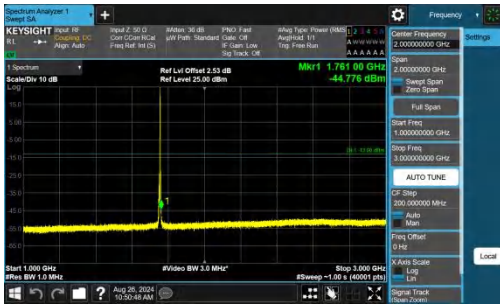 Spectrum Analyzer 1
Swept SA
Frequency
KEYSIGHT
Input: RF
Coupling: DC
Align: Auto
Input Z: 50 Ω
Corr CCorr RCal
Freq Ref: Int (S)
#Atten: 36 dB
µW Path: Standard
PNO: Fast
Gate: Off
IF Gain: Low
Sig Track: Off
#Avg Type: Power (RMS
Avg|Hold: 1/1
Trig: Free Run
1 2 3 4 5 6
A W W W W W
A A A A A A
Settings
1 Spectrum
Scale/Div 10 dB
Log
Ref Lvl Offset 2.53 dB
Ref Level 25.00 dBm
Mkr1 1.761 00 GHz
-44.776 dBm
15.0
5.00
-5.00
-15.0
-25.0
-35.0
-45.0
-55.0
-65.0
1
Start 1.000 GHz
#Res BW 1.0 MHz
#Video BW 3.0 MHz*
Stop 3.000 GHz
#Sweep ~1.00 s (40001 pts)
Aug 26, 2024
10:50:48 AM
Center Frequency
2.000000000 GHz
Span
2.00000000 GHz
Swept Span
Zero Span
Full Span
Start Freq
1.000000000 GHz
Stop Freq
3.000000000 GHz
AUTO TUNE
CF Step
200.000000 MHz
Auto
Man
Freq Offset
0 Hz
X Axis Scale
Log
Lin
Signal Track
(Span Zoom)
Local